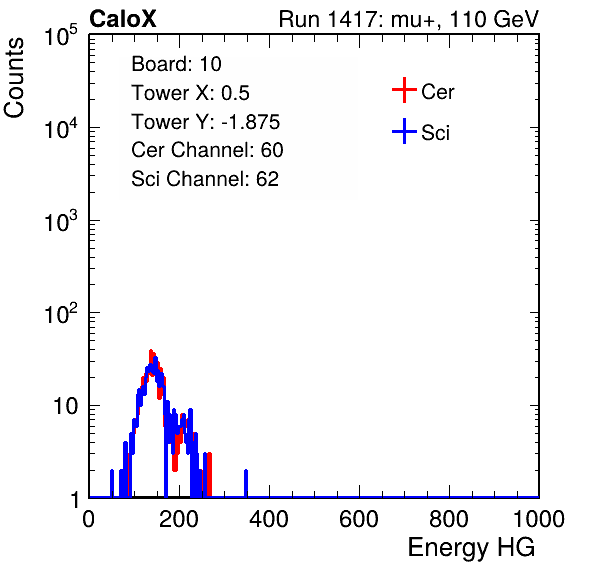 CaloX Run 1417: mu+, 110 GeV
Counts
10^5
10^4
10^3
10^2
10
1
Board: 10
Tower X: 0.5
Tower Y: -1.875
Cer Channel: 60
Sci Channel: 62
Cer
Sci
0 200 400 600 800 1000
Energy HG